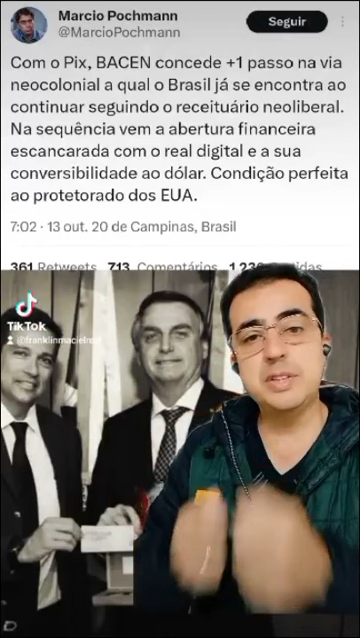 Marcio Pochmann
@MarcioPochmann
Seguir
Com o Pix, BACEN concede +1 passo na via
neocolonial a qual o Brasil já se encontra ao
continuar seguindo o receituário neoliberal.
Na sequência vem a abertura financeira
escancarada com o real digital e a sua
conversibilidade ao dólar. Condição perfeita
ao protetorado dos EUA.
7:02 · 13 out. 20 de Campinas, Brasil
361 Retweets 713 Comentários
TikTok